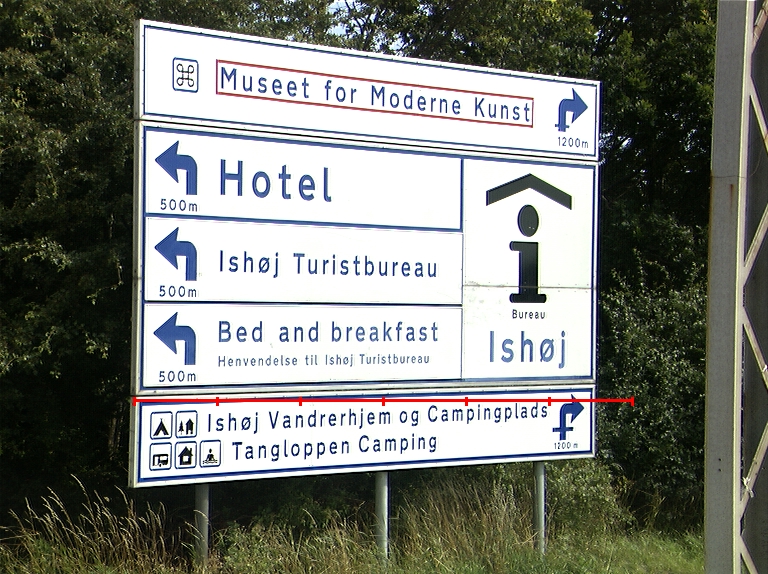 Museet for Moderne Kunst
1200m
Hotel
500m
Ishøj Turistbureau
500m
Bed and breakfast
Henvendelse til Ishøj Turistbureau
500m
Bureau
Ishøj
Ishøj Vandrerhjem og Campingplads
Tangloppen Camping
1200 m